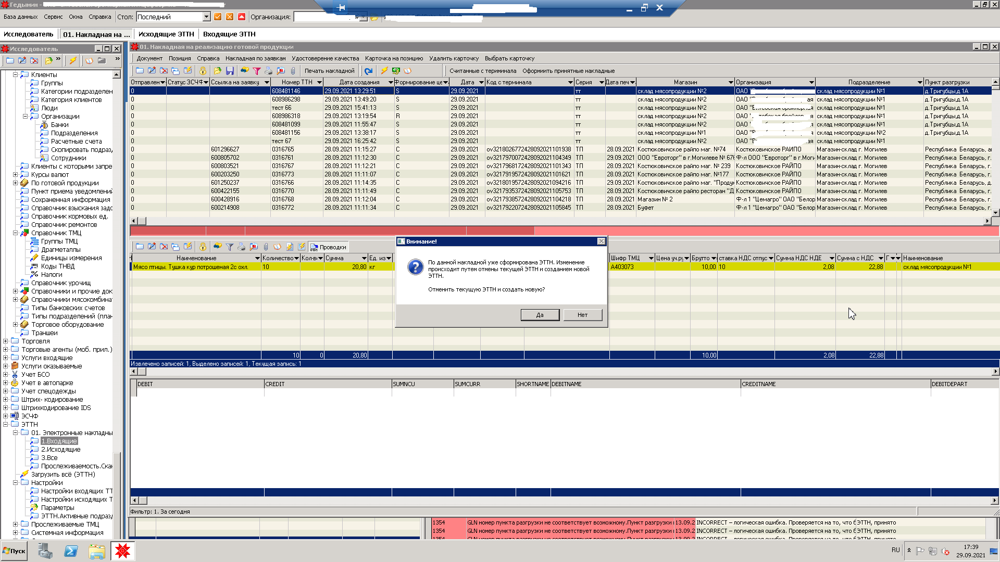 Гедымин -
База данных Сервис Окна Справка Стол: Последний Организация:
Исследователь 01. Накладная на ... Исходящие ЭТТН Входящие ЭТТН
Исследователь
Клиенты
Группы
Категории подразделен
Категория клиентов
Люди
Организации
Банки
Подразделения
Расчетные счета
Скопировать подраз
Сотрудники
Клиенты с которыми запре
Курсы валют
По готовой продукции
Пункт приема уведомлений
Сохраненная информация
Справочник взыскания задо
Справочник кормовых ед.
Справочник ремонтов
Справочник ТМЦ
Группы ТМЦ
Драгметаллы
Единицы измерения
Коды ТНВД
Налоги
Справочник урочищ
Справочники и прочие док
Справочники мясокомбина
Типы банковских счетов
Типы подразделений (план
Торговое оборудование
Траншеи
Торговля
Торговые агенты (моб. прил.)
Услуги входящие
Услуги оказываемые
Учет БСО
Учет в автопарке
Учет спецодежды
Штрих- кодирование
Штрихкодирование IDS
ЭСЧФ
ЭТТН
01. Электронные накладны
1.Входящие
2.Исходящие
3.Все
Прослеживаемость.Скан
Загрузить всё (ЭТТН)
Настройки
Настройки входящих ТТ
Настройки исходящих Т
Параметры
ЭТТН.Активные подразд
Прослеживаемые ТМЦ
Системная информация
01. Накладная на реализацию готовой продукции
Документ Позиция Справка Накладная по заявкам Удостоверение качества Карточка на позицию Удалить карточку Выбрать карточку
Печать накладной Считанные с терминала Оформить принятые накладные
Отправлен Статус ЭСЧФ Ссылка на заявку Номер ТТН Дата создания Формирование це Дата Код с терминала Серия Дата печ Магазин Организация Подразделение Пункт разгрузки
0 608481146 29.09.2021 13:29:51 S 29.09.2021 тт склад мясопродукции №2 ОАО склад мясопродукции №1 д.Тригубцы,д.1А
0 608986298 29.09.2021 13:49:20 S 29.09.2021 тт склад мясопродукции №2 ОАО склад мясопродукции №1 д.Тригубцы,д.1А
0 тест 66 29.09.2021 15:41:13 S 29.09.2021 тт склад мясопродукции №2 ОАО склад мясопродукции №1 д.Тригубцы,д.1А
0 608986318 29.09.2021 13:19:54 R 29.09.2021 тт склад мясопродукции №2 ОАО склад мясопродукции №1 д.Тригубцы,д.1А
0 608481099 29.09.2021 11:55:47 S 29.09.2021 тт склад мясопродукции №2 ОАО склад мясопродукции №1 д.Тригубцы,д.1А
0 608481156 29.09.2021 13:38:17 S 29.09.2021 тт склад мясопродукции №1 ОАО склад мясопродукции №2 д.Тригубцы,д.1А
0 тест 67 29.09.2021 16:25:42 S 29.09.2021 тт склад мясопродукции №2 ОАО склад мясопродукции №1
0 601296627 0316765 28.09.2021 11:15:27 С 29.09.2021 ov3218026772428092021101938 ТП 28.09.2021 Костюковичское райпо маг. №74 Костюковичское РАИПО Магазин-склад г. Могилев Республика Беларусь, а
0 600805702 0316761 28.09.2021 11:12:30 С 29.09.2021 ov3217970072428092021104349 ТП 29.09.2021 ООО "Евроторг" в г.Могилеве № 676 Ф-л ООО "Евроторг" в г.Моги Магазин-склад г. Могилев Республика Беларусь, г.
0 600803521 0316767 28.09.2021 11:12:21 С 29.09.2021 ov3217968172428092021101343 ТП 28.09.2021 Костюковичское райпо маг. № 239 Костюковичское РАЙПО Магазин-склад г. Могилев Республика Беларусь, г.
0 600203250 0316773 28.09.2021 11:11:07 С 29.09.2021 ov3217919572428092021101621 ТП 28.09.2021 Костюковичское райпо маг. №177 Костюковичское РАЙПО Магазин-склад г. Могилев Республика Беларусь, г.
0 601250237 0316766 28.09.2021 11:14:35 С 29.09.2021 ov3218019572428092021094216 ТП 29.09.2021 Костюковичское райпо маг. "Продук Костюковичское РАЙПО Магазин-склад г. Могилев Республика Беларусь, г.
0 600422155 0316770 28.09.2021 11:11:49 С 29.09.2021 ov3217935372428092021105753 ТП 28.09.2021 Костюковичское райпо ресторан "Д Костюковичское РАЙПО Магазин-склад г. Могилев Республика Беларусь, г.
0 600428916 0316768 28.09.2021 11:12:04 С 29.09.2021 ov3217938572428092021104218 ТП 28.09.2021 Магазин № 2 Ф-л 1 "Цемагро" ОАО "Белор Магазин-склад г. Могилев Республика Беларусь, г.
0 600214908 0316772 28.09.2021 11:11:34 С 29.09.2021 ov3217922072428092021105845 ТП 28.09.2021 Буфет Ф-л 1 "Цемагро" ОАО "Белор Магазин-склад г. Могилев Республика Беларусь, г.
Проводки
Наименование Количество Кол-в Сумма Ед. из Шифр ТМЦ Цена уч.ру Брутто ставка НДС отпус Сумма НДС НДЕ Сумма с НДС Г Наименование
Мясо птицы. Тушка кур потрошеная 2с охл. 10 20,80 кг А403073 10,00 10 2,08 22,88 склад мясопродукции №1
Внимание!
По данной накладной уже сформирована ЭТТН. Изменение
происходит путем отмены текущей ЭТТН и созданием новой
ЭТТН.
Отменить текущую ЭТТН и создать новую?
Да Нет
10 0 20,80 10,00 2,08 22,88
Извлечено записей: 1, Выделено записей: 1, Текущая запись: 1
DEBIT CREDIT SUMNCU SUMCURR SHORTNAME DEBITNAME CREDITNAME DEBITDEPART
Фильтр: 1. За сегодня
1354 GLN номер пункта разгрузки не соответствует возможному.Пункт разгрузки 13.09.2 INCORRECT – логическая ошибка. Проверяется на то, что б ЭТТН, принято
1354 GLN номер пункта разгрузки не соответствует возможному.Пункт разгрузки 13.09.2 INCORRECT – логическая ошибка. Проверяется на то, что б ЭТТН, принято
Пуск RU 17:39
29.09.2021